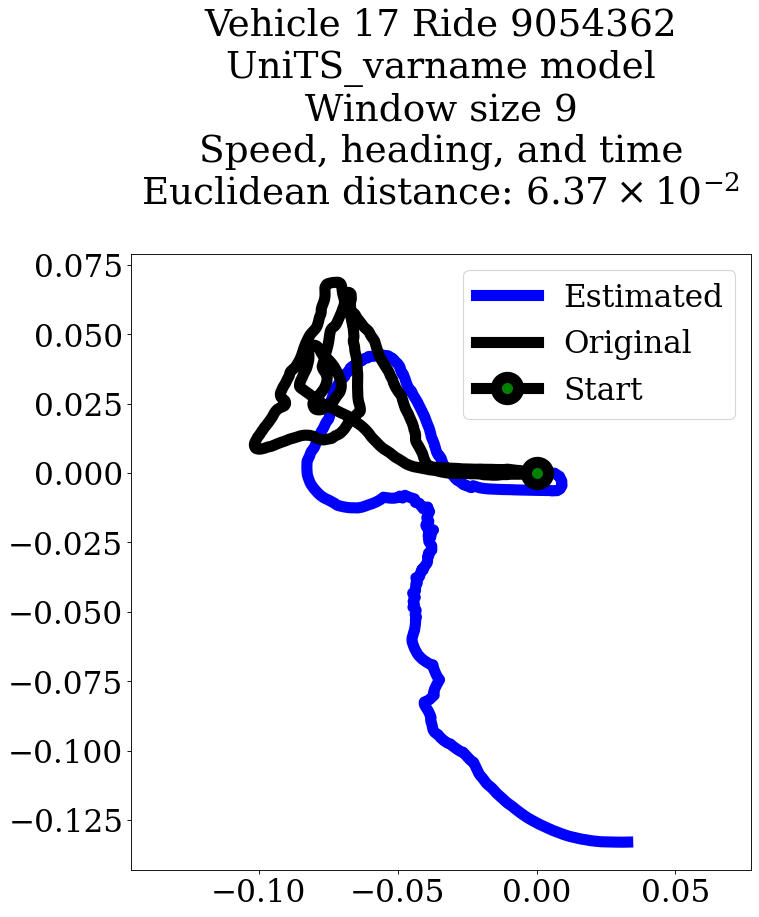 Vehicle 17 Ride 9054362
UniTS_varname model
Window size 9
Speed, heading, and time
Euclidean distance: 6.37 × 10⁻²
0.075
0.050
0.025
0.000
−0.025
−0.050
−0.075
−0.100
−0.125
Estimated
Original
Start
−0.10 −0.05 0.00 0.05